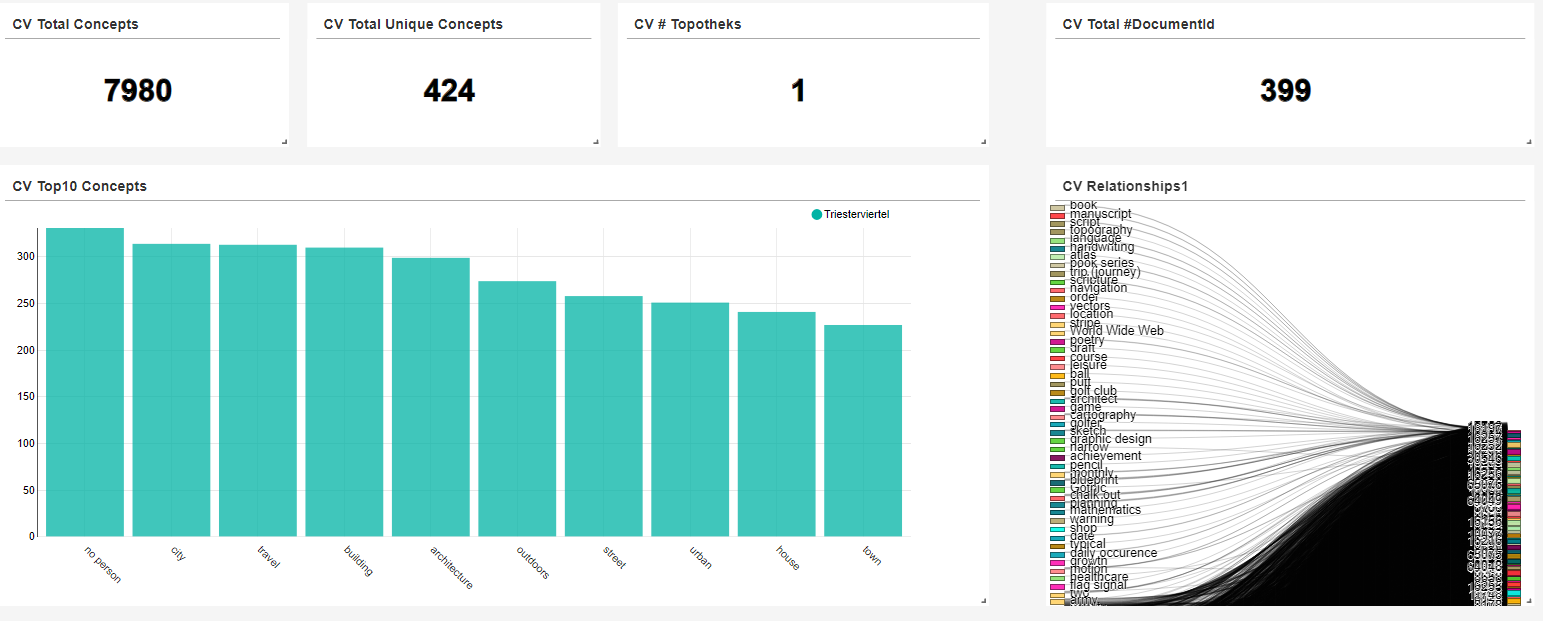 CV Total Concepts
7980
CV Total Unique Concepts
424
CV # Topotheks
1
CV Total #DocumentId
399
CV Top10 Concepts
Triesterviertel
300
250
200
150
100
50
0
no person
city
travel
building
architecture
outdoors
street
urban
house
town
CV Relationships1
book
manuscript
script
topography
language
handwriting
atlas
book series
trip (journey)
scripture
navigation
order
vectors
location
stripe
World Wide Web
poetry
draft
course
leisure
ball
putt
golf club
architect
game
cartography
golfer
sketch
graphic design
narrow
achievement
pencil
monthly
blueprint
Gothic
chalk out
planning
mathematics
warning
shop
date
typical
daily occurence
growth
motion
healthcare
flag signal
two
army